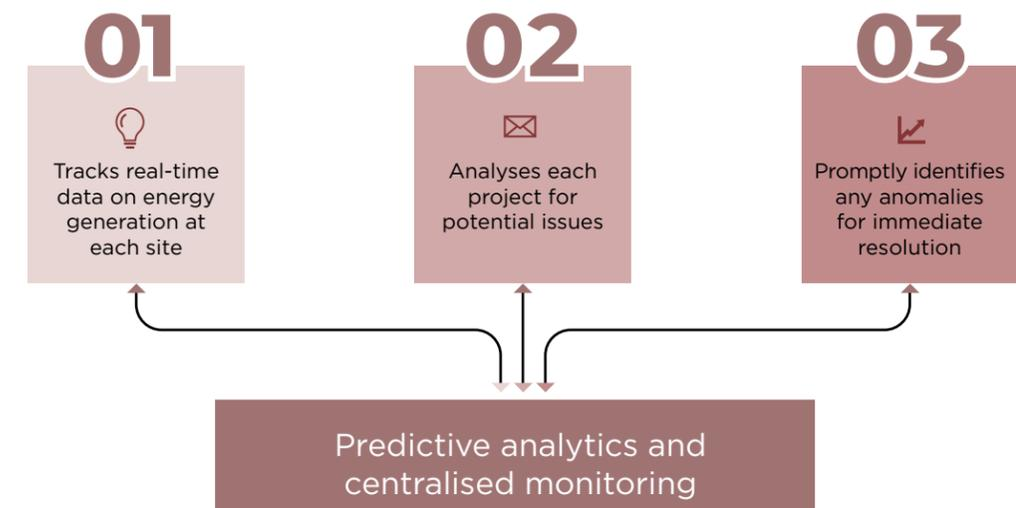 01
Tracks real-time
data on energy
generation at
each site
02
Analyses each
project for
potential issues
03
Promptly identifies
any anomalies
for immediate
resolution
Predictive analytics and
centralised monitoring